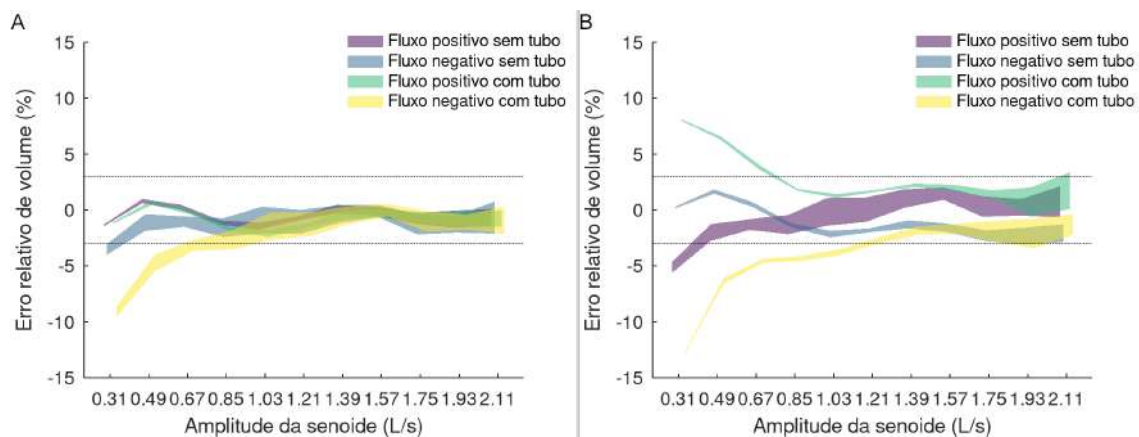 A
15
10
5
0
-5
-10
-15
Erro relativo de volume (%)
Fluxo positivo sem tubo
Fluxo negativo sem tubo
Fluxo positivo com tubo
Fluxo negativo com tubo
0.31 0.49 0.67 0.85 1.03 1.21 1.39 1.57 1.75 1.93 2.11
Amplitude da senoide (L/s)
B
15
10
5
0
-5
-10
-15
Erro relativo de volume (%)
Fluxo positivo sem tubo
Fluxo negativo sem tubo
Fluxo positivo com tubo
Fluxo negativo com tubo
0.31 0.49 0.67 0.85 1.03 1.21 1.39 1.57 1.75 1.93 2.11
Amplitude da senoide (L/s)